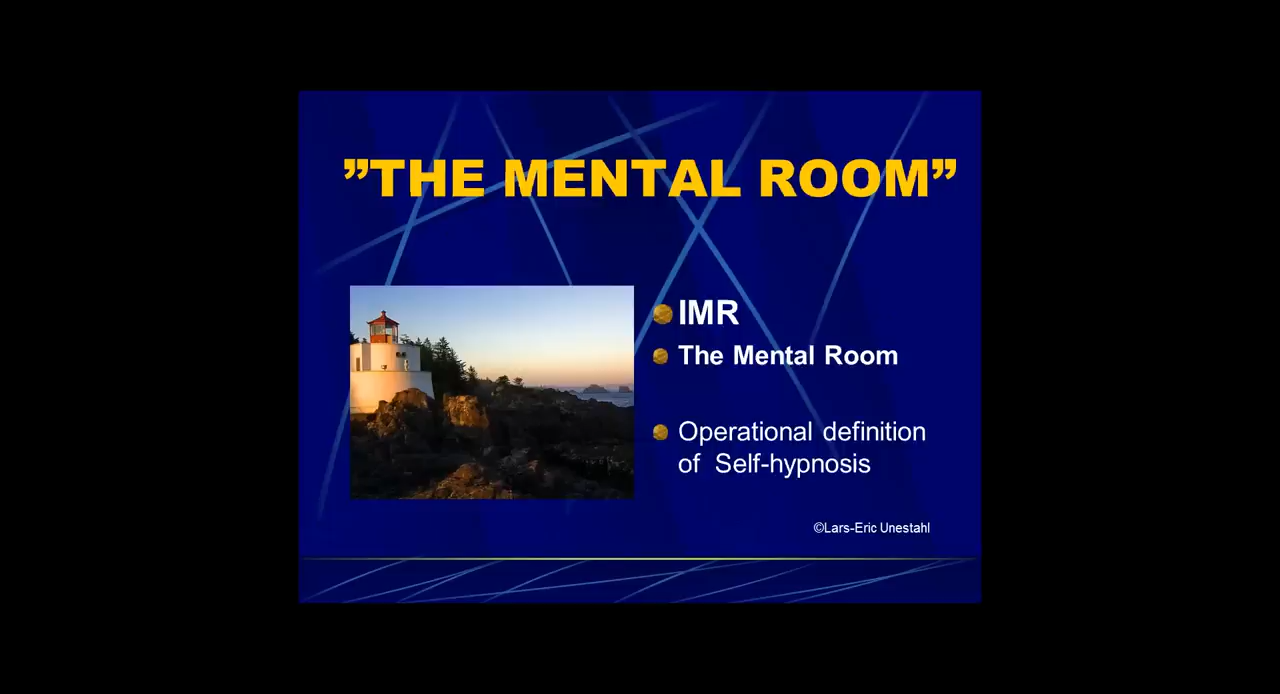 ”THE MENTAL ROOM”
IMR
The Mental Room
Operational definition
of Self-hypnosis
©Lars-Eric Unestahl